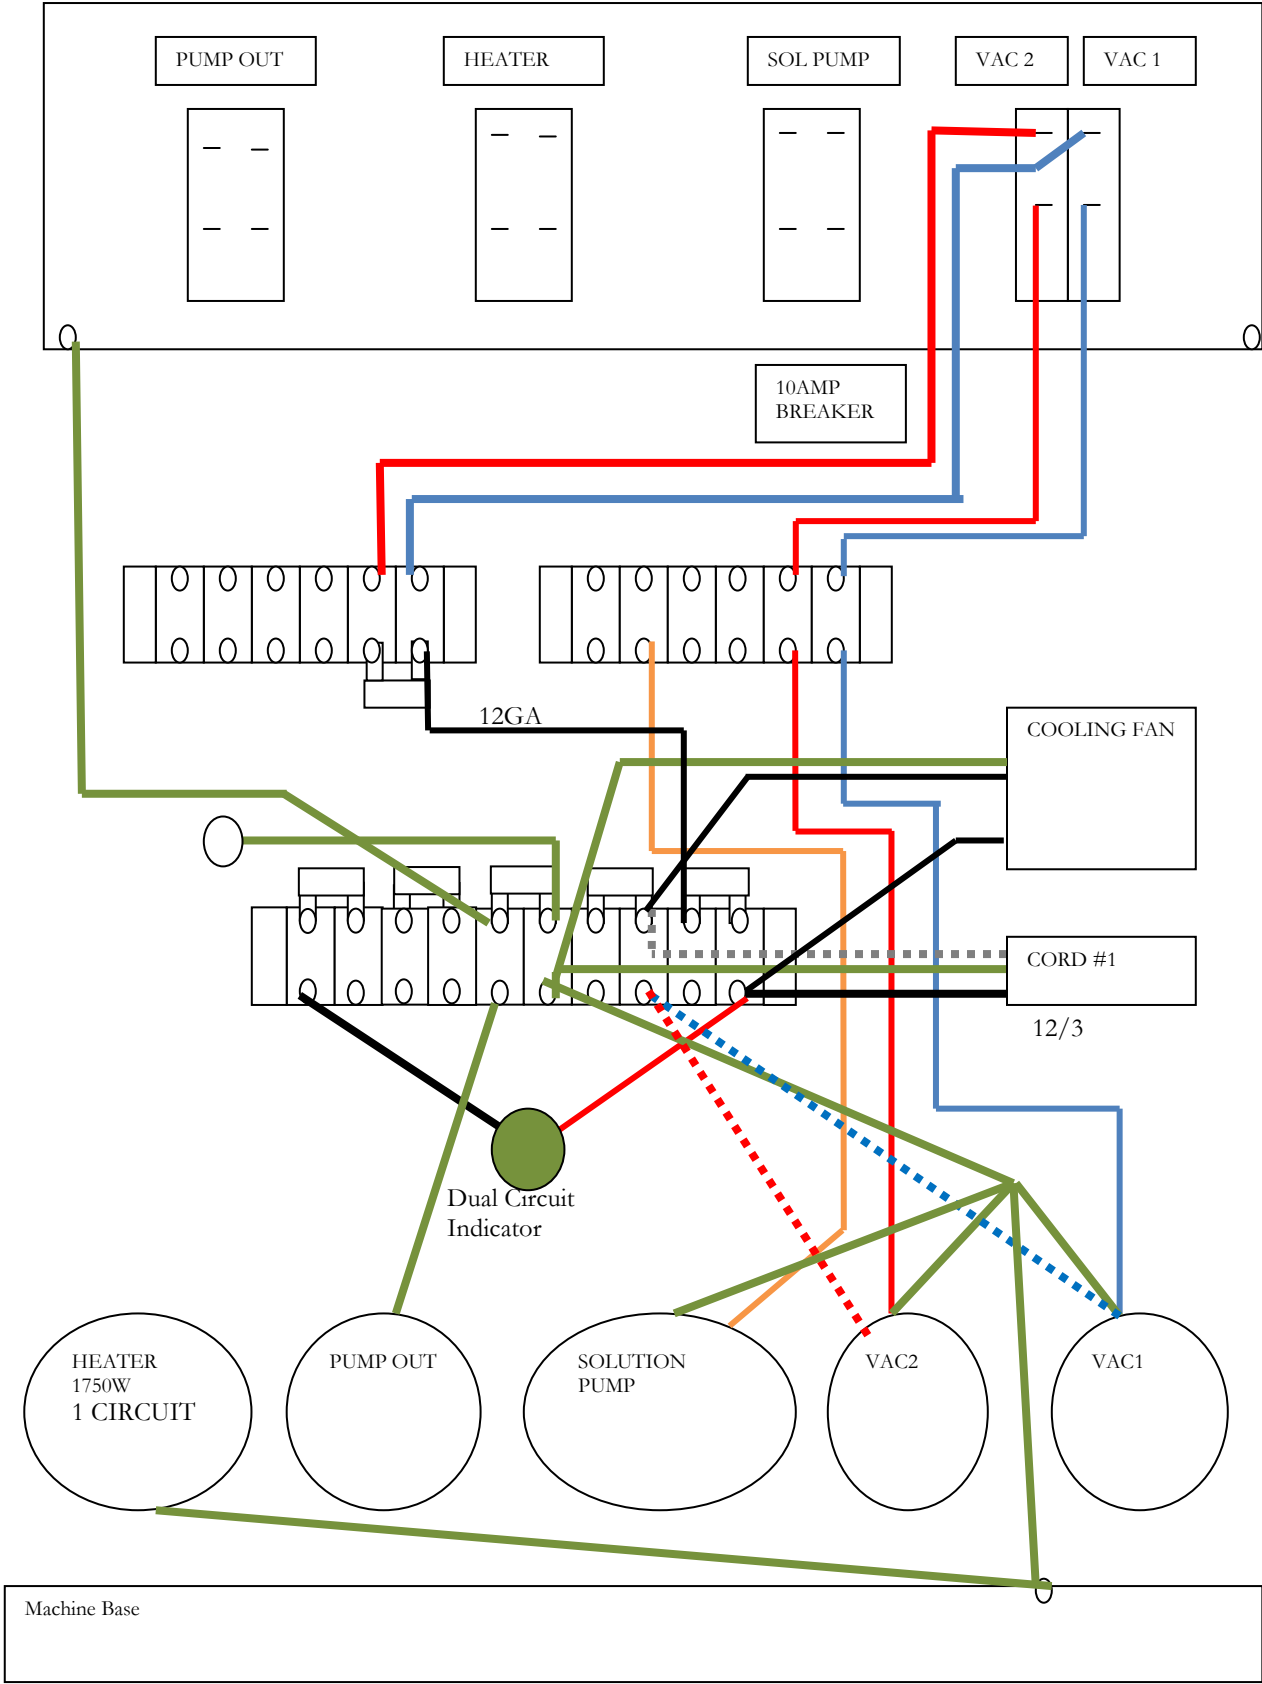 PUMP OUT
HEATER
SOL PUMP
VAC 2
VAC 1
10AMP
BREAKER
12GA
COOLING FAN
CORD #1
12/3
Dual Circuit
Indicator
HEATER
1750W
1 CIRCUIT
PUMP OUT
SOLUTION
PUMP
VAC2
VAC1
Machine Base